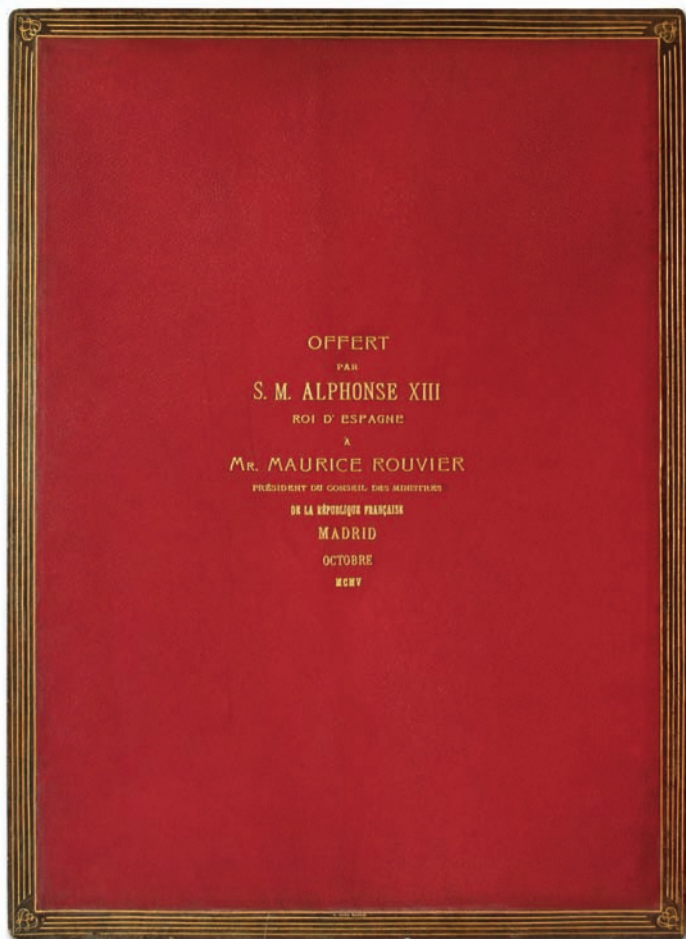 OFFERT
PAR
S. M. ALPHONSE XIII
ROI D' ESPAGNE
À
MR. MAURICE ROUVIER
PRÉSIDENT DU CONSEIL DES MINISTRES
DE LA RÉPUBLIQUE FRANÇAISE
MADRID
OCTOBRE
MCMV